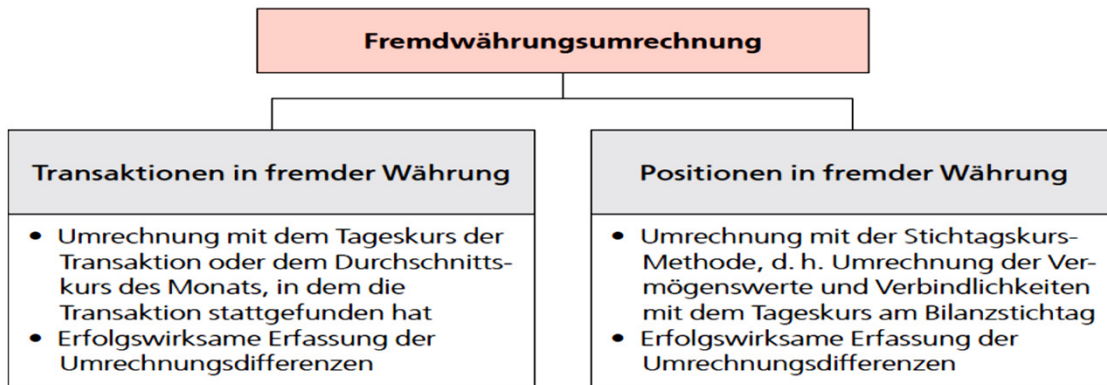 Fremdwährungsumrechnung
Transaktionen in fremder Währung
• Umrechnung mit dem Tageskurs der
Transaktion oder dem Durchschnitts-
kurs des Monats, in dem die
Transaktion stattgefunden hat
• Erfolgswirksame Erfassung der
Umrechnungsdifferenzen
Positionen in fremder Währung
• Umrechnung mit der Stichtagskurs-
Methode, d. h. Umrechnung der Ver-
mögenswerte und Verbindlichkeiten
mit dem Tageskurs am Bilanzstichtag
• Erfolgswirksame Erfassung der
Umrechnungsdifferenzen